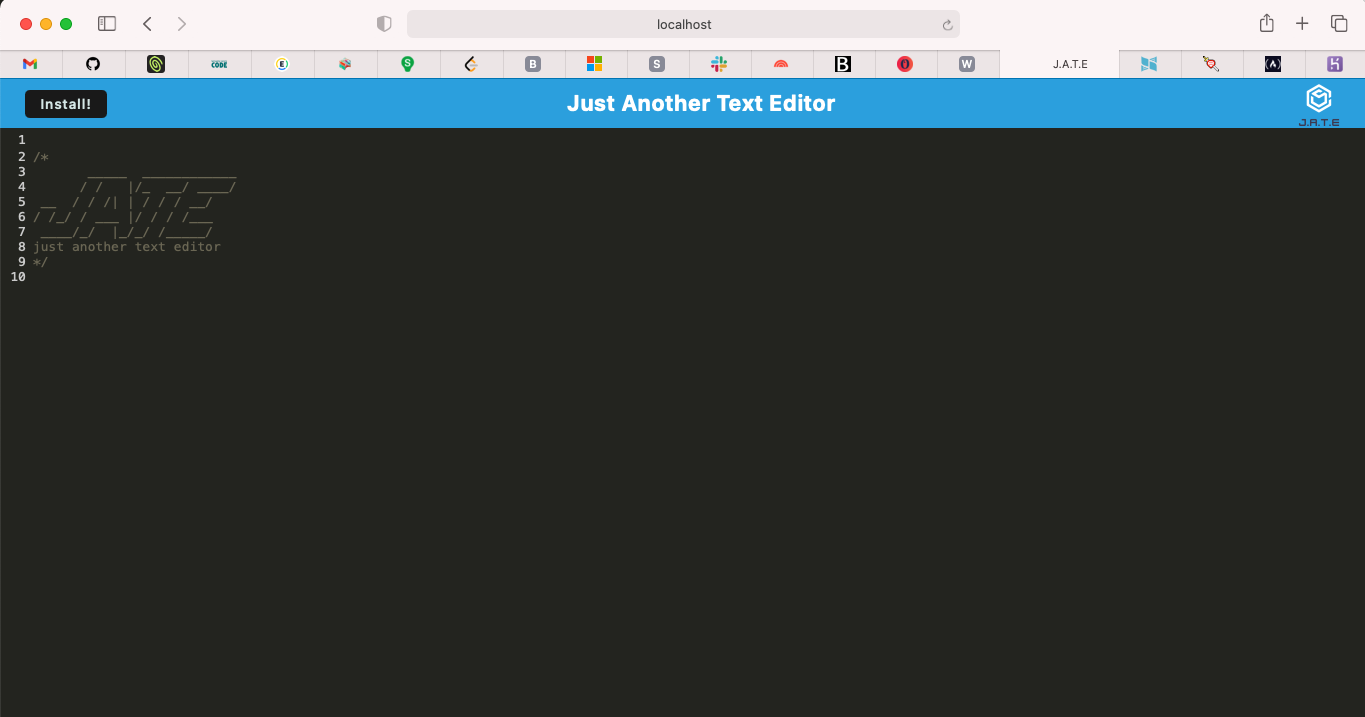 localhost
CODE
E
S
B
S
B
W
J.A.T.E
(A)
Install!
Just Another Text Editor
J.A.T.E
1
2 /*
3        _____  ____________
4       / /   |/_  __/ ____/
5  __  / / /| | / / / __/
6 / /_/ / ___ |/ / / /___
7  ____/_/  |_/_/ /_____/
8 just another text editor
9 */
10